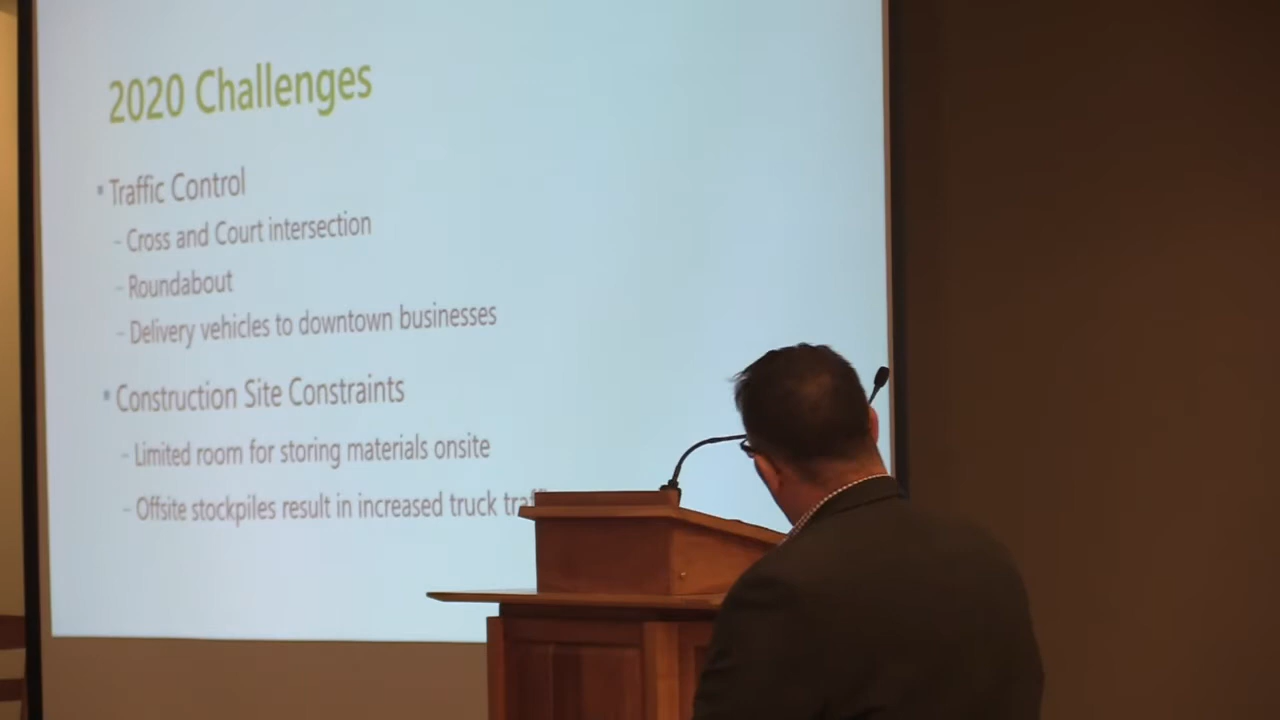 2020 Challenges
▪ Traffic Control
– Cross and Court intersection
– Roundabout
– Delivery vehicles to downtown businesses
▪ Construction Site Constraints
– Limited room for storing materials onsite
– Offsite stockpiles result in increased truck